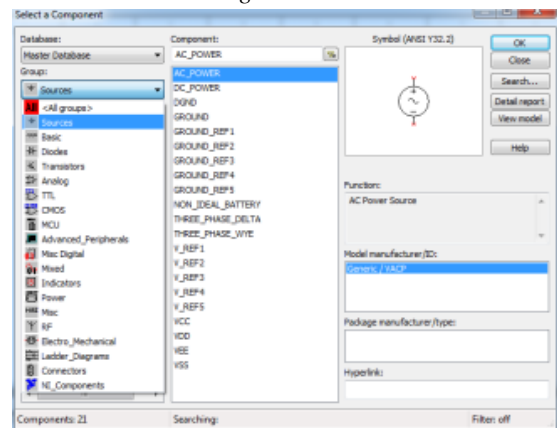 Select a Component
Database:
Master Database
Group:
Sources
<All groups>
Sources
Basic
Diodes
Transistors
Analog
TTL
CMOS
MCU
Advanced_Peripherals
Misc Digital
Mixed
Indicators
Power
Misc
RF
Electro_Mechanical
Ladder_Diagrams
Connectors
NI_Components
Component:
AC_POWER
AC_POWER
DC_POWER
DGND
GROUND
GROUND_REF1
GROUND_REF2
GROUND_REF3
GROUND_REF4
GROUND_REF5
NON_IDEAL_BATTERY
THREE_PHASE_DELTA
THREE_PHASE_WYE
V_REF1
V_REF2
V_REF3
V_REF4
V_REF5
VCC
VDD
VEE
VSS
Symbol (ANSI Y32.2)
Function:
AC Power Source
Model manufacturer/ID:
Generic / VACP
Package manufacturer/type:
Hyperlink:
OK
Close
Search...
Detail report
View model
Help
Components: 21
Searching:
Filter: off